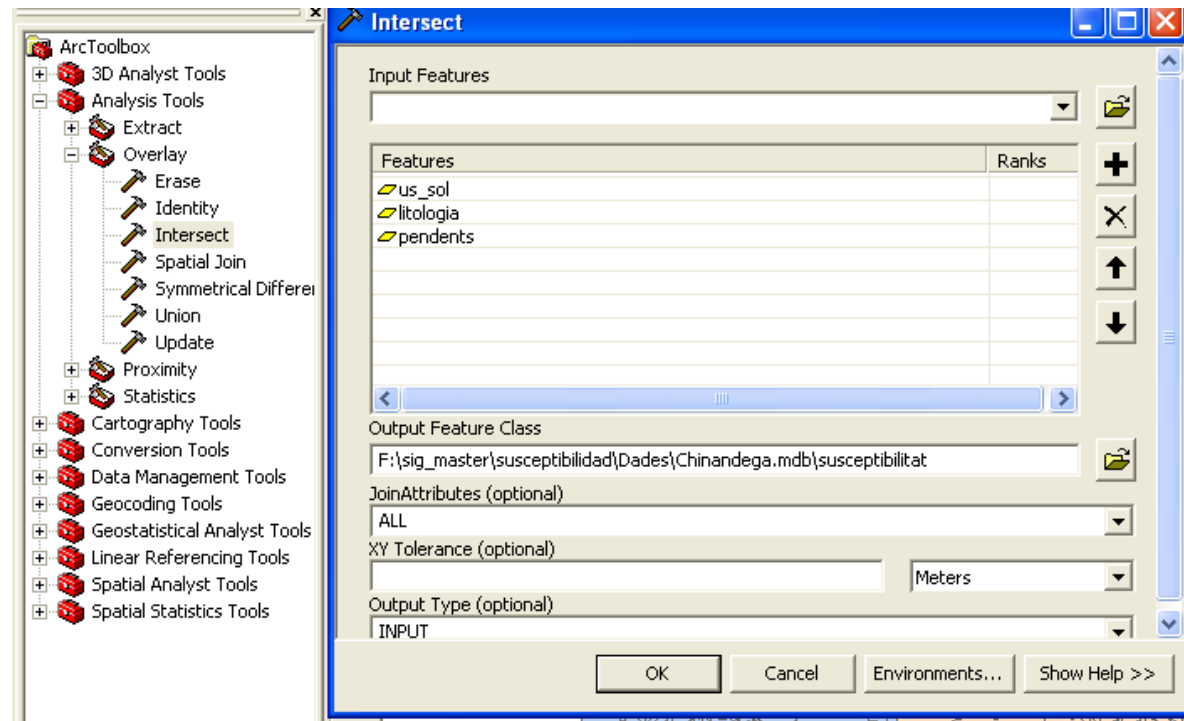 ArcToolbox
3D Analyst Tools
Analysis Tools
Extract
Overlay
Erase
Identity
Intersect
Spatial Join
Symmetrical Differe
Union
Update
Proximity
Statistics
Cartography Tools
Conversion Tools
Data Management Tools
Geocoding Tools
Geostatistical Analyst Tools
Linear Referencing Tools
Spatial Analyst Tools
Spatial Statistics Tools
Intersect
Input Features
Features Ranks
us_sol
litologia
pendents
Output Feature Class
F:\sig_master\susceptibilidad\Dades\Chinandega.mdb\susceptibilitat
JoinAttributes (optional)
ALL
XY Tolerance (optional)
Meters
Output Type (optional)
INPUT
OK Cancel Environments... Show Help >>